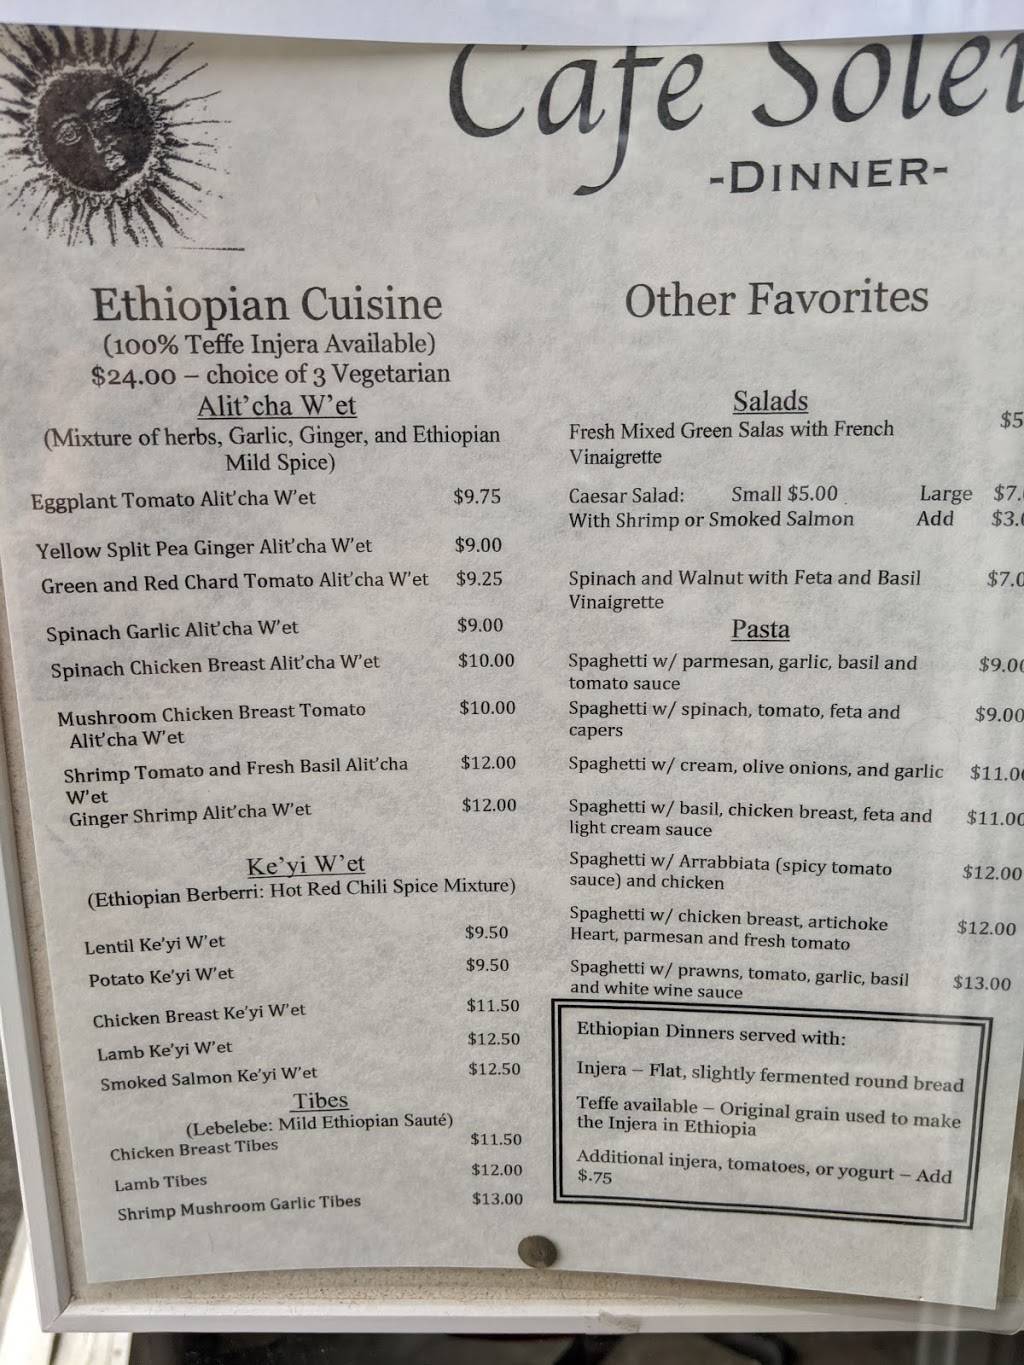 Cafe Solei
-DINNER-
Ethiopian Cuisine
(100% Teffe Injera Available)
$24.00 – choice of 3 Vegetarian
Alit’cha W’et
(Mixture of herbs, Garlic, Ginger, and Ethiopian
Mild Spice)
Eggplant Tomato Alit’cha W’et $9.75
Yellow Split Pea Ginger Alit’cha W’et $9.00
Green and Red Chard Tomato Alit’cha W’et $9.25
Spinach Garlic Alit’cha W’et $9.00
Spinach Chicken Breast Alit’cha W’et $10.00
Mushroom Chicken Breast Tomato $10.00
Alit’cha W’et
Shrimp Tomato and Fresh Basil Alit’cha $12.00
W’et
Ginger Shrimp Alit’cha W’et $12.00
Ke’yi W’et
(Ethiopian Berberri: Hot Red Chili Spice Mixture)
Lentil Ke’yi W’et $9.50
Potato Ke’yi W’et $9.50
Chicken Breast Ke’yi W’et $11.50
Lamb Ke’yi W’et $12.50
Smoked Salmon Ke’yi W’et $12.50
Tibes
(Lebelebe: Mild Ethiopian Sauté)
Chicken Breast Tibes $11.50
Lamb Tibes $12.00
Shrimp Mushroom Garlic Tibes $13.00
Other Favorites
Salads
Fresh Mixed Green Salas with French $5
Vinaigrette
Caesar Salad: Small $5.00 Large $7.
With Shrimp or Smoked Salmon Add $3.
Spinach and Walnut with Feta and Basil $7.0
Vinaigrette
Pasta
Spaghetti w/ parmesan, garlic, basil and $9.00
tomato sauce
Spaghetti w/ spinach, tomato, feta and $9.00
capers
Spaghetti w/ cream, olive onions, and garlic $11.00
Spaghetti w/ basil, chicken breast, feta and $11.00
light cream sauce
Spaghetti w/ Arrabbiata (spicy tomato $12.00
sauce) and chicken
Spaghetti w/ chicken breast, artichoke $12.00
Heart, parmesan and fresh tomato
Spaghetti w/ prawns, tomato, garlic, basil $13.00
and white wine sauce
Ethiopian Dinners served with:
Injera – Flat, slightly fermented round bread
Teffe available – Original grain used to make
the Injera in Ethiopia
Additional injera, tomatoes, or yogurt – Add
$.75